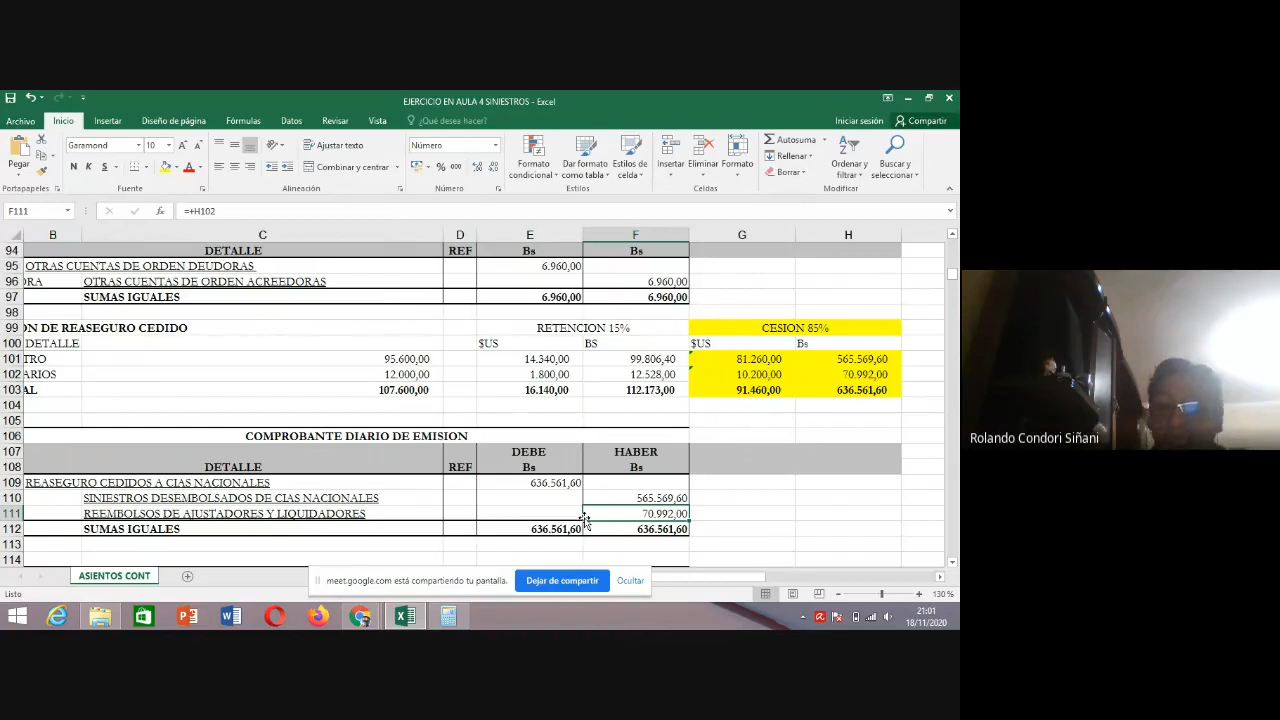 EJERCICIO EN AULA 4 SINIESTROS - Excel
Archivo Inicio Insertar Diseño de página Fórmulas Datos Revisar Vista ¿Qué desea hacer? Iniciar sesión Compartir
Garamond 10 Ajustar texto Número Autosuma
Pegar N K S Combinar y centrar % 000 Formato condicional Dar formato como tabla Estilos de celda Insertar Eliminar Formato Rellenar Borrar Ordenar y filtrar Buscar y seleccionar
Portapapeles Fuente Alineación Número Estilos Celdas Modificar
F111 fx =+H102
B C D E F G H
94 DETALLE REF Bs Bs
95 OTRAS CUENTAS DE ORDEN DEUDORAS 6.960,00
96 ORA OTRAS CUENTAS DE ORDEN ACREEDORAS 6.960,00
97 SUMAS IGUALES 6.960,00 6.960,00
98
99 ON DE REASEGURO CEDIDO RETENCION 15% CESION 85%
100 DETALLE $US BS $US Bs
101 TRO 95.600,00 14.340,00 99.806,40 81.260,00 565.569,60
102 ARIOS 12.000,00 1.800,00 12.528,00 10.200,00 70.992,00
103 AL 107.600,00 16.140,00 112.173,00 91.460,00 636.561,60
104
105
106 COMPROBANTE DIARIO DE EMISION
107 DEBE HABER
108 DETALLE REF Bs Bs
109 REASEGURO CEDIDOS A CIAS NACIONALES 636.561,60
110 SINIESTROS DESEMBOLSADOS DE CIAS NACIONALES 565.569,60
111 REEMBOLSOS DE AJUSTADORES Y LIQUIDADORES 70.992,00
112 SUMAS IGUALES 636.561,60 636.561,60
113
114
ASIENTOS CONT
meet.google.com está compartiendo tu pantalla. Dejar de compartir Ocultar
Listo 130 %
21:01
18/11/2020
Rolando Condori Siñani